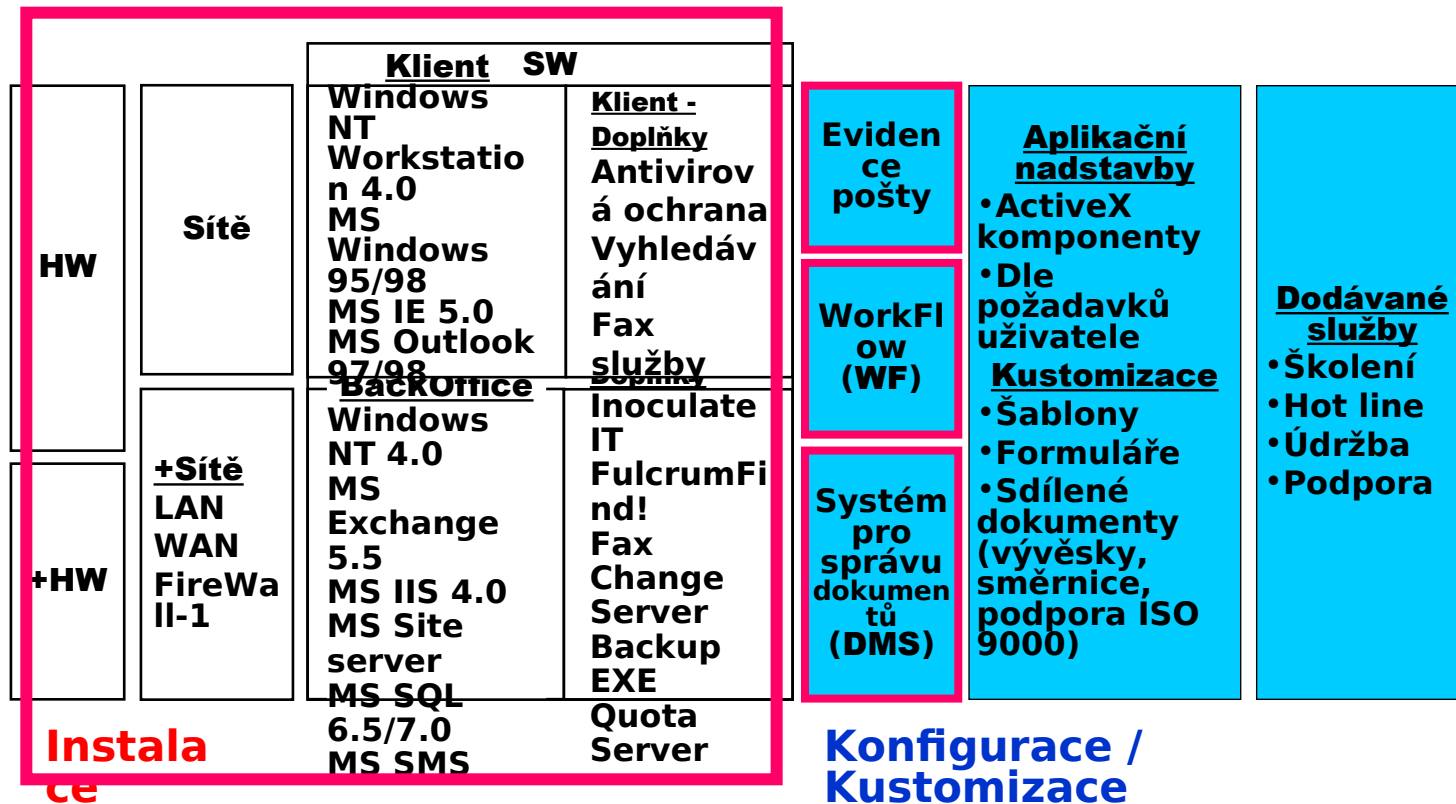 Klient SW
HW
+HW
Sítě
+Sítě
LAN
WAN
FireWa
ll-1
Windows
NT
Workstatio
n 4.0
MS
Windows
95/98
MS IE 5.0
MS Outlook
97/98
Klient -
Doplňky
Antivirov
á ochrana
Vyhledáv
ání
Fax
služby
BackOffice
Windows
NT 4.0
MS
Exchange
5.5
MS IIS 4.0
MS Site
server
MS SQL
6.5/7.0
MS SMS
Doplňky
Inoculate
IT
FulcrumFi
nd!
Fax
Change
Server
Backup
EXE
Quota
Server
Eviden
ce
pošty
WorkFl
ow
(WF)
Systém
pro
správu
dokumen
tů
(DMS)
Aplikační
nadstavby
•ActiveX
komponenty
•Dle
požadavků
uživatele
Kustomizace
•Šablony
•Formuláře
•Sdílené
dokumenty
(vývěsky,
směrnice,
podpora ISO
9000)
Dodávané
služby
•Školení
•Hot line
•Údržba
•Podpora
Instala
ce
Konfigurace /
Kustomizace